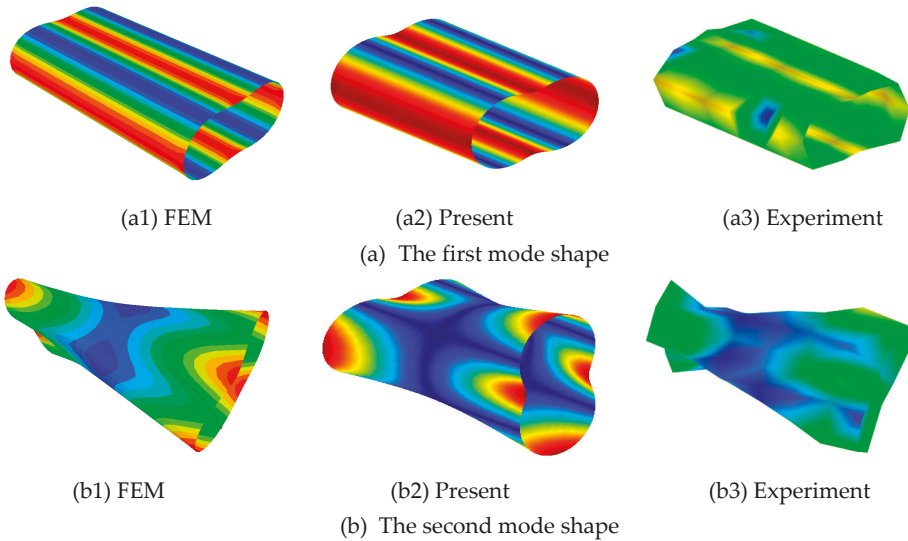 (a1) FEM (a2) Present (a3) Experiment
(a) The first mode shape
(b1) FEM (b2) Present (b3) Experiment
(b) The second mode shape